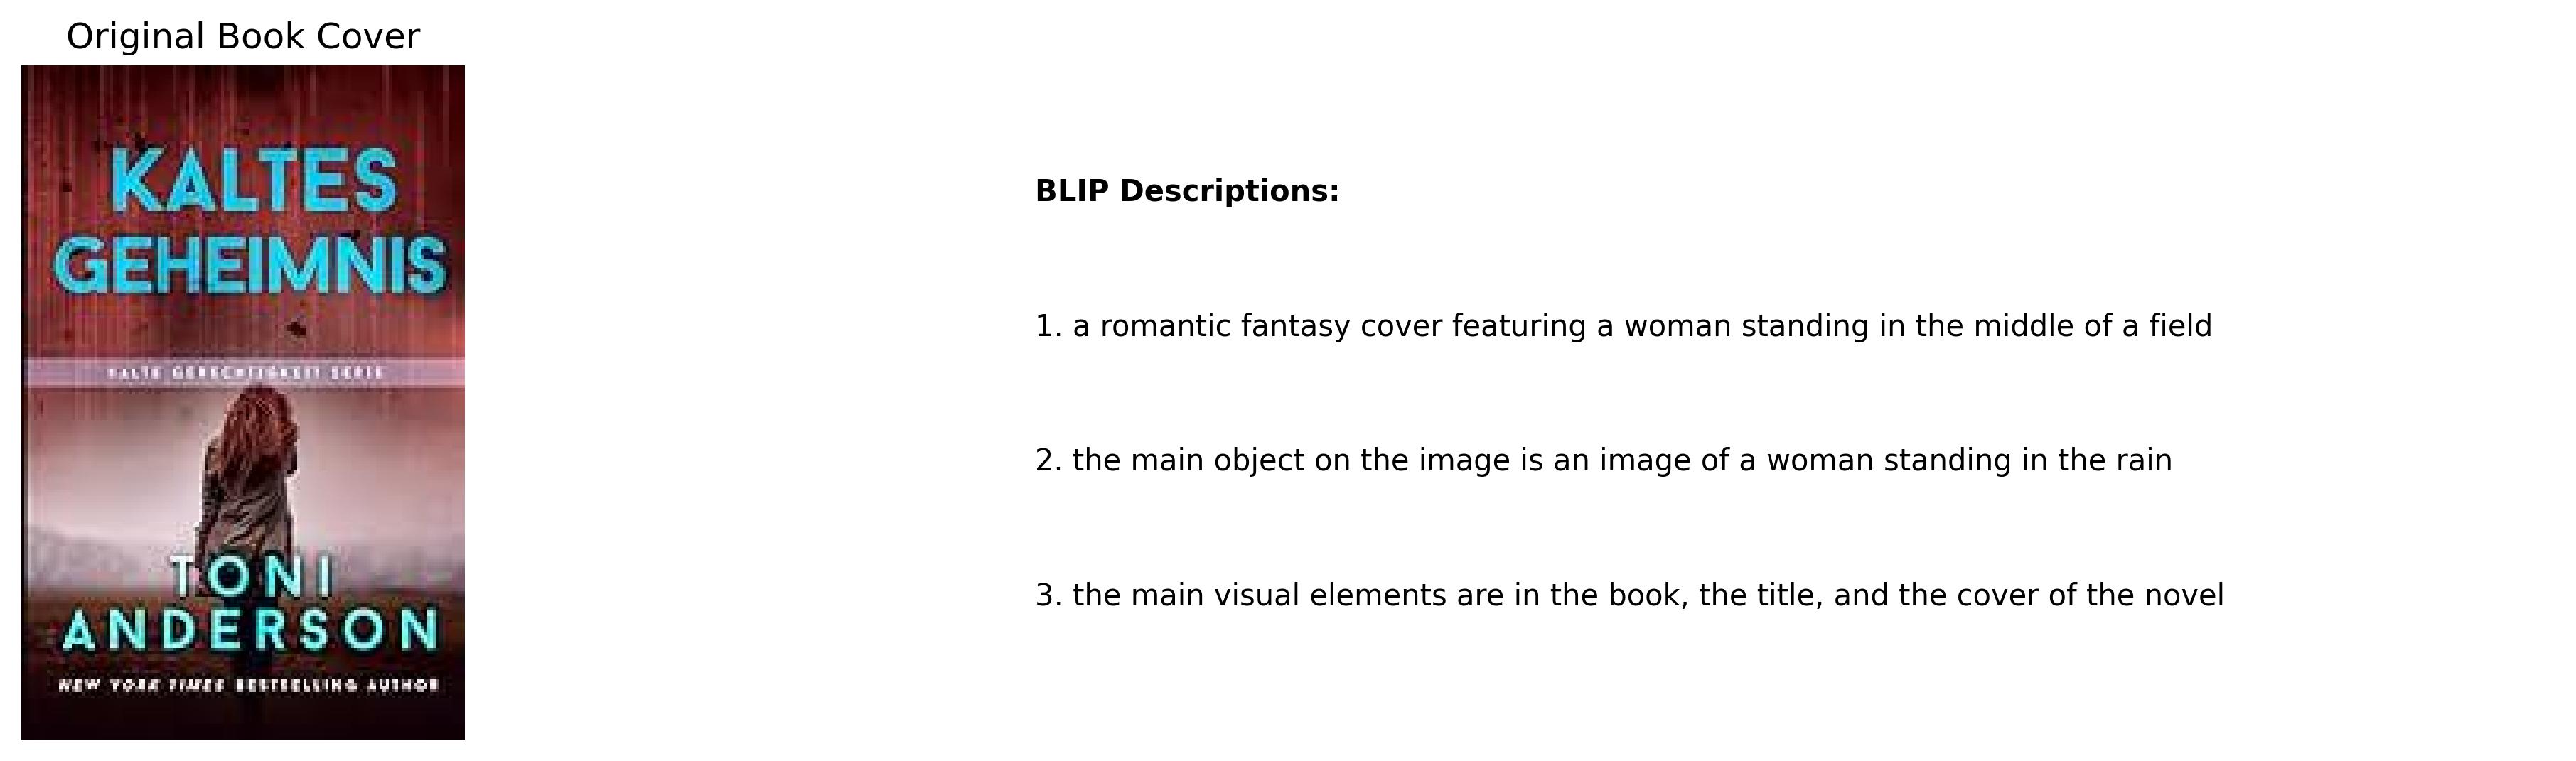 Original Book Cover
KALTES
GEHEIMNIS
KALTE GERECHTIGKEIT SERIE
TONI
ANDERSON
NEW YORK TIMES BESTSELLING AUTHOR
BLIP Descriptions:
1. a romantic fantasy cover featuring a woman standing in the middle of a field
2. the main object on the image is an image of a woman standing in the rain
3. the main visual elements are in the book, the title, and the cover of the novel